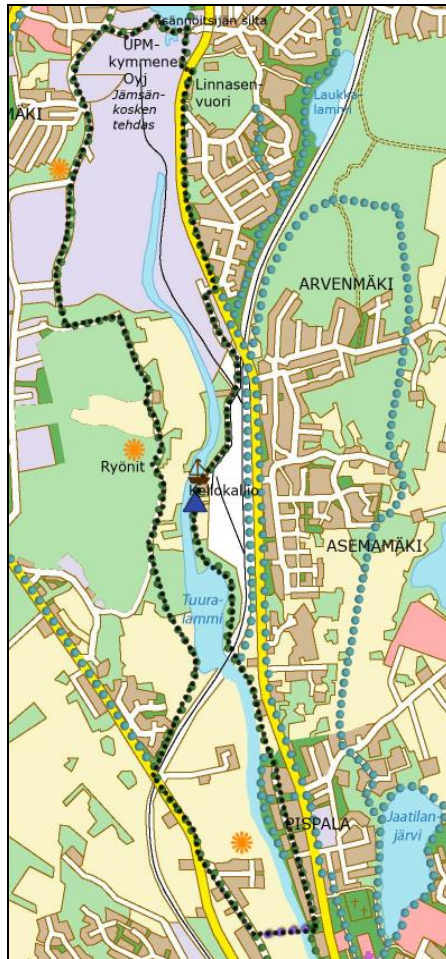 Isännöitsijän silta
UPM-
kymmene
Oyj
Jämsän-
kosken
tehdas
Linnasen-
vuori
Laukka-
lammi
MÄKI
ARVENMÄKI
Ryönit
Kellokallio
ASEMAMÄKI
Tuura-
lammi
PISPALA
Jaatilan-
järvi